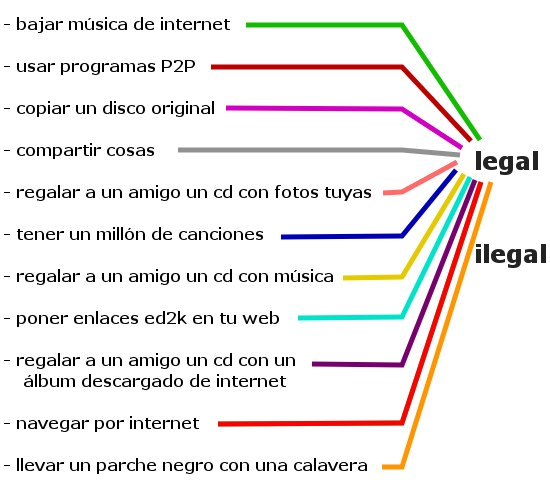 - bajar música de internet
- usar programas P2P
- copiar un disco original
- compartir cosas
legal
- regalar a un amigo un cd con fotos tuyas
- tener un millón de canciones
ilegal
- regalar a un amigo un cd con música
- poner enlaces ed2k en tu web
- regalar a un amigo un cd con un
álbum descargado de internet
- navegar por internet
- llevar un parche negro con una calavera